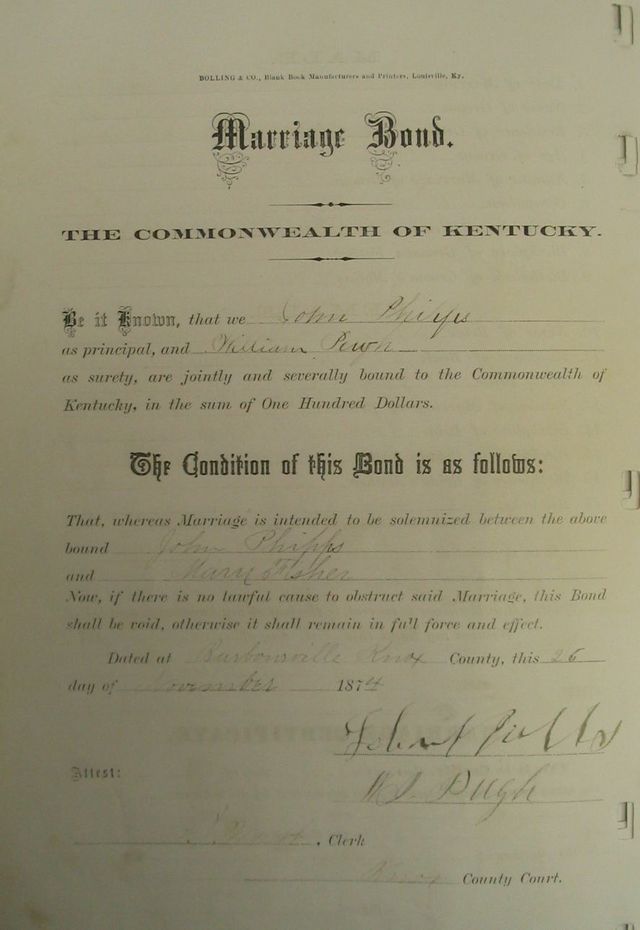 BOLLING & CO., Blank Book Manufacturers and Printers, Louisville, Ky.
Marriage Bond.
THE COMMONWEALTH OF KENTUCKY.
Be it Known, that we John Philps
as principal, and William
as surety, are jointly and severally bound to the Commonwealth of
Kentucky, in the sum of One Hundred Dollars.
The Condition of this Bond is as follows:
That, whereas Marriage is intended to be solemnized between the above
bound John Phipps
and Fisher
Now, if there is no lawful cause to obstruct said Marriage, this Bond
shall be void, otherwise it shall remain in full force and effect.
Dated at Barbonsville Knox County, this 26
day of November 1874
Attest:
Pugh
, Clerk
Knox County Court.